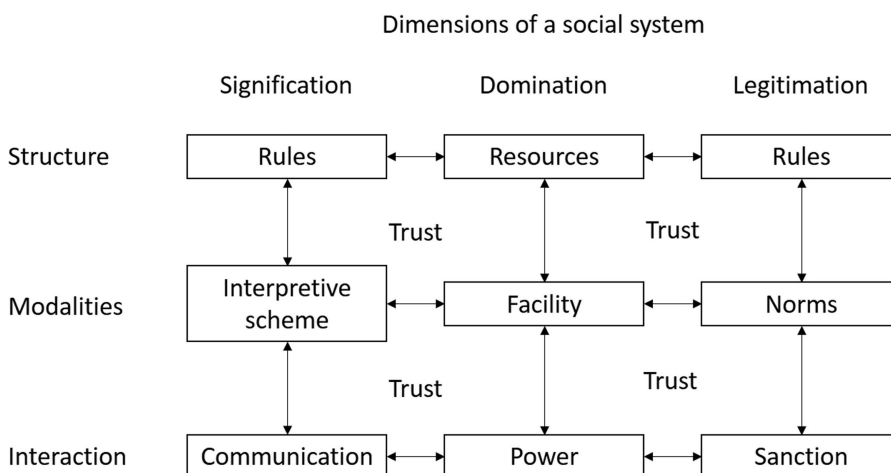 Dimensions of a social system
Signification Domination Legitimation
Structure Rules Resources Rules
Trust Trust
Modalities Interpretive scheme Facility Norms
Trust Trust
Interaction Communication Power Sanction